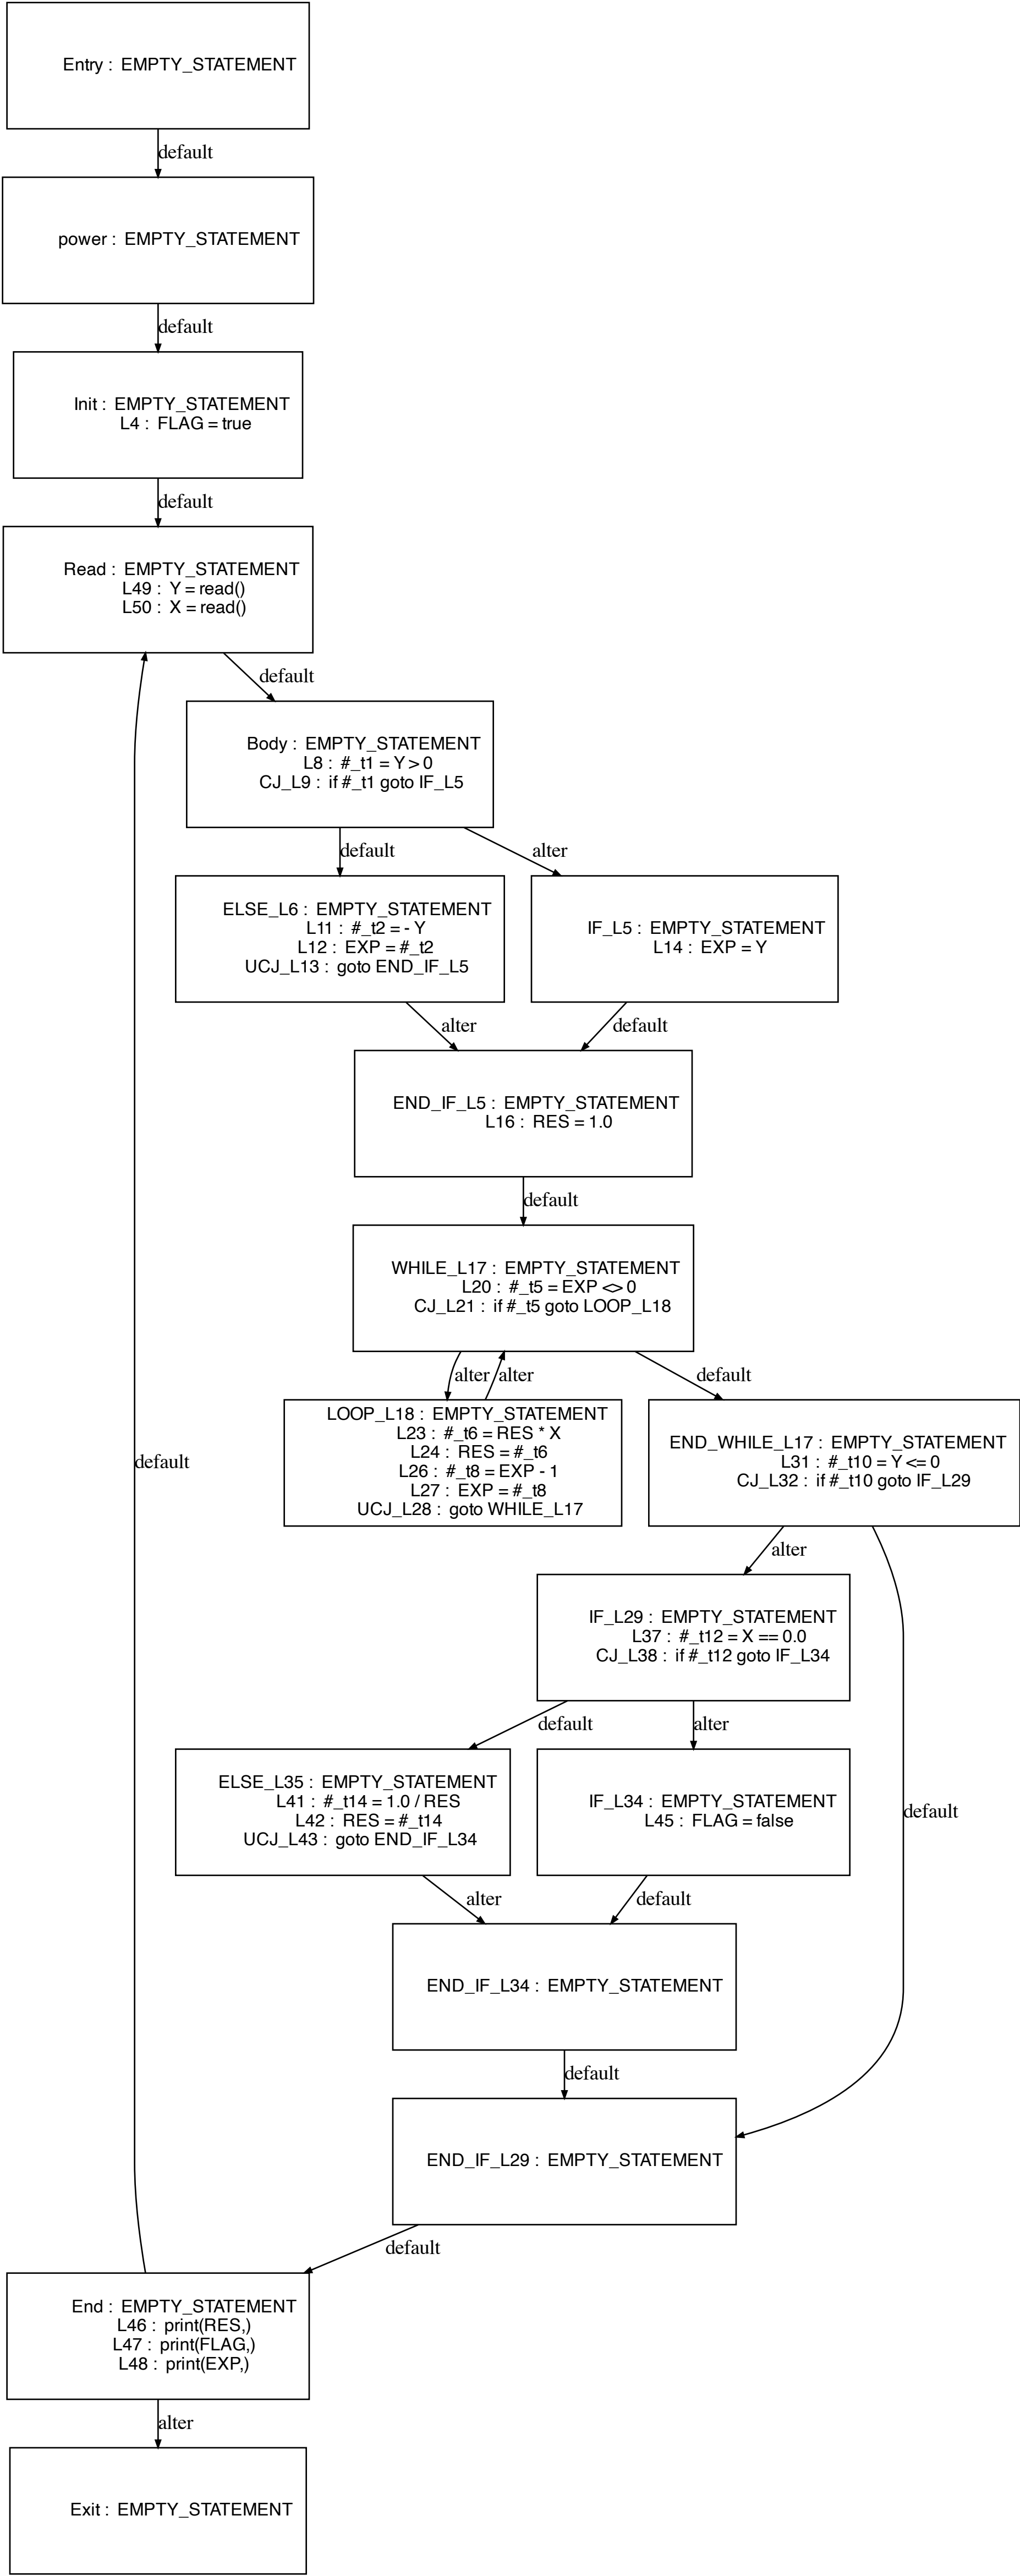 Entry : EMPTY_STATEMENT
default
power : EMPTY_STATEMENT
default
Init : EMPTY_STATEMENT
L4 : FLAG = true
default
Read : EMPTY_STATEMENT
L49 : Y = read()
L50 : X = read()
default
Body : EMPTY_STATEMENT
L8 : #_t1 = Y > 0
CJ_L9 : if #_t1 goto IF_L5
default
alter
ELSE_L6 : EMPTY_STATEMENT
L11 : #_t2 = - Y
L12 : EXP = #_t2
UCJ_L13 : goto END_IF_L5
IF_L5 : EMPTY_STATEMENT
L14 : EXP = Y
alter
default
END_IF_L5 : EMPTY_STATEMENT
L16 : RES = 1.0
default
WHILE_L17 : EMPTY_STATEMENT
L20 : #_t5 = EXP <> 0
CJ_L21 : if #_t5 goto LOOP_L18
alter
alter
default
LOOP_L18 : EMPTY_STATEMENT
L23 : #_t6 = RES * X
L24 : RES = #_t6
L26 : #_t8 = EXP - 1
L27 : EXP = #_t8
UCJ_L28 : goto WHILE_L17
END_WHILE_L17 : EMPTY_STATEMENT
L31 : #_t10 = Y <= 0
CJ_L32 : if #_t10 goto IF_L29
default
alter
IF_L29 : EMPTY_STATEMENT
L37 : #_t12 = X == 0.0
CJ_L38 : if #_t12 goto IF_L34
default
alter
ELSE_L35 : EMPTY_STATEMENT
L41 : #_t14 = 1.0 / RES
L42 : RES = #_t14
UCJ_L43 : goto END_IF_L34
IF_L34 : EMPTY_STATEMENT
L45 : FLAG = false
default
alter
default
END_IF_L34 : EMPTY_STATEMENT
default
END_IF_L29 : EMPTY_STATEMENT
default
End : EMPTY_STATEMENT
L46 : print(RES,)
L47 : print(FLAG,)
L48 : print(EXP,)
alter
Exit : EMPTY_STATEMENT